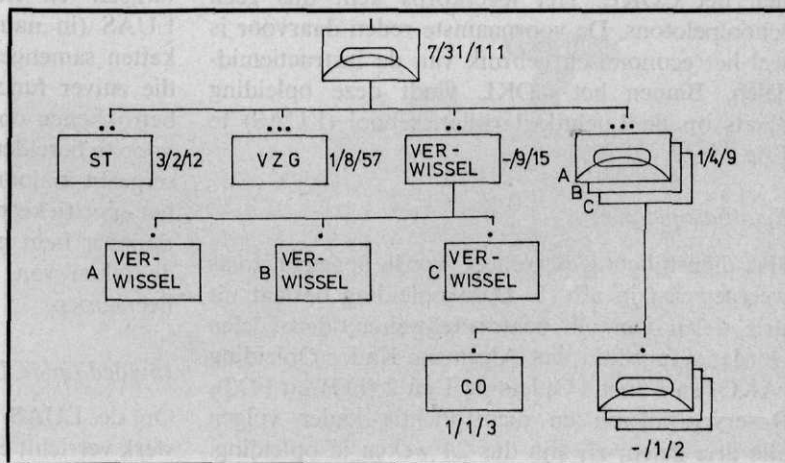 7/31/111
ST
3/2/12
VZG
1/8/57
VER-
WISSEL
-/9/15
A
B
C
1/4/9
A
VER-
WISSEL
B
VER-
WISSEL
C
VER-
WISSEL
CO
1/1/3
-/1/2